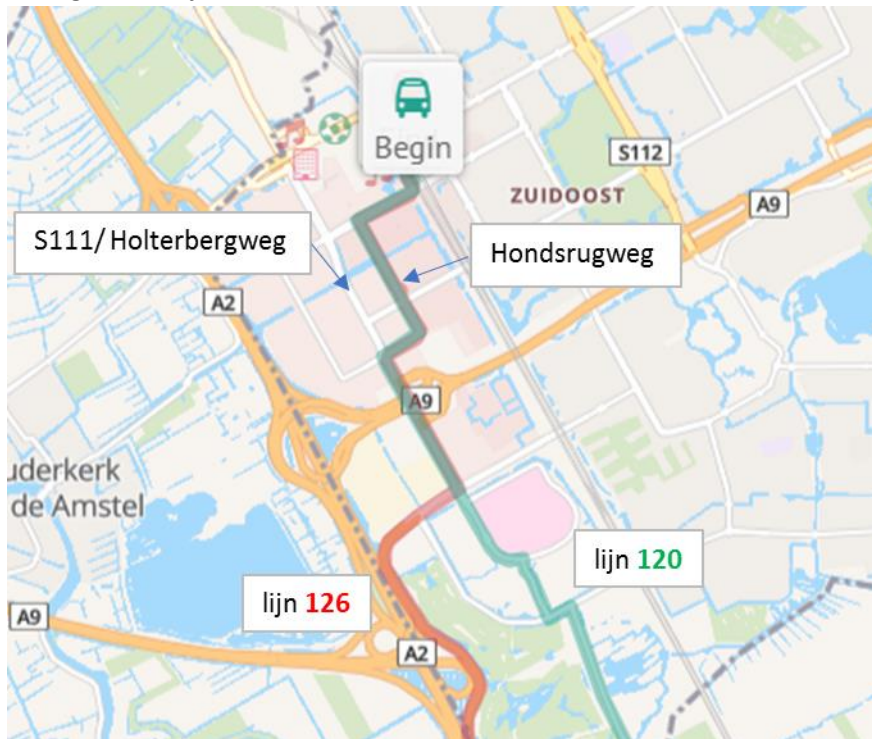 Begin
S112
ZUIDOOST
A9
S111/ Holterbergweg
Hondsrugweg
A2
A9
uderkerk
de Amstel
lijn 120
lijn 126
A9
A2